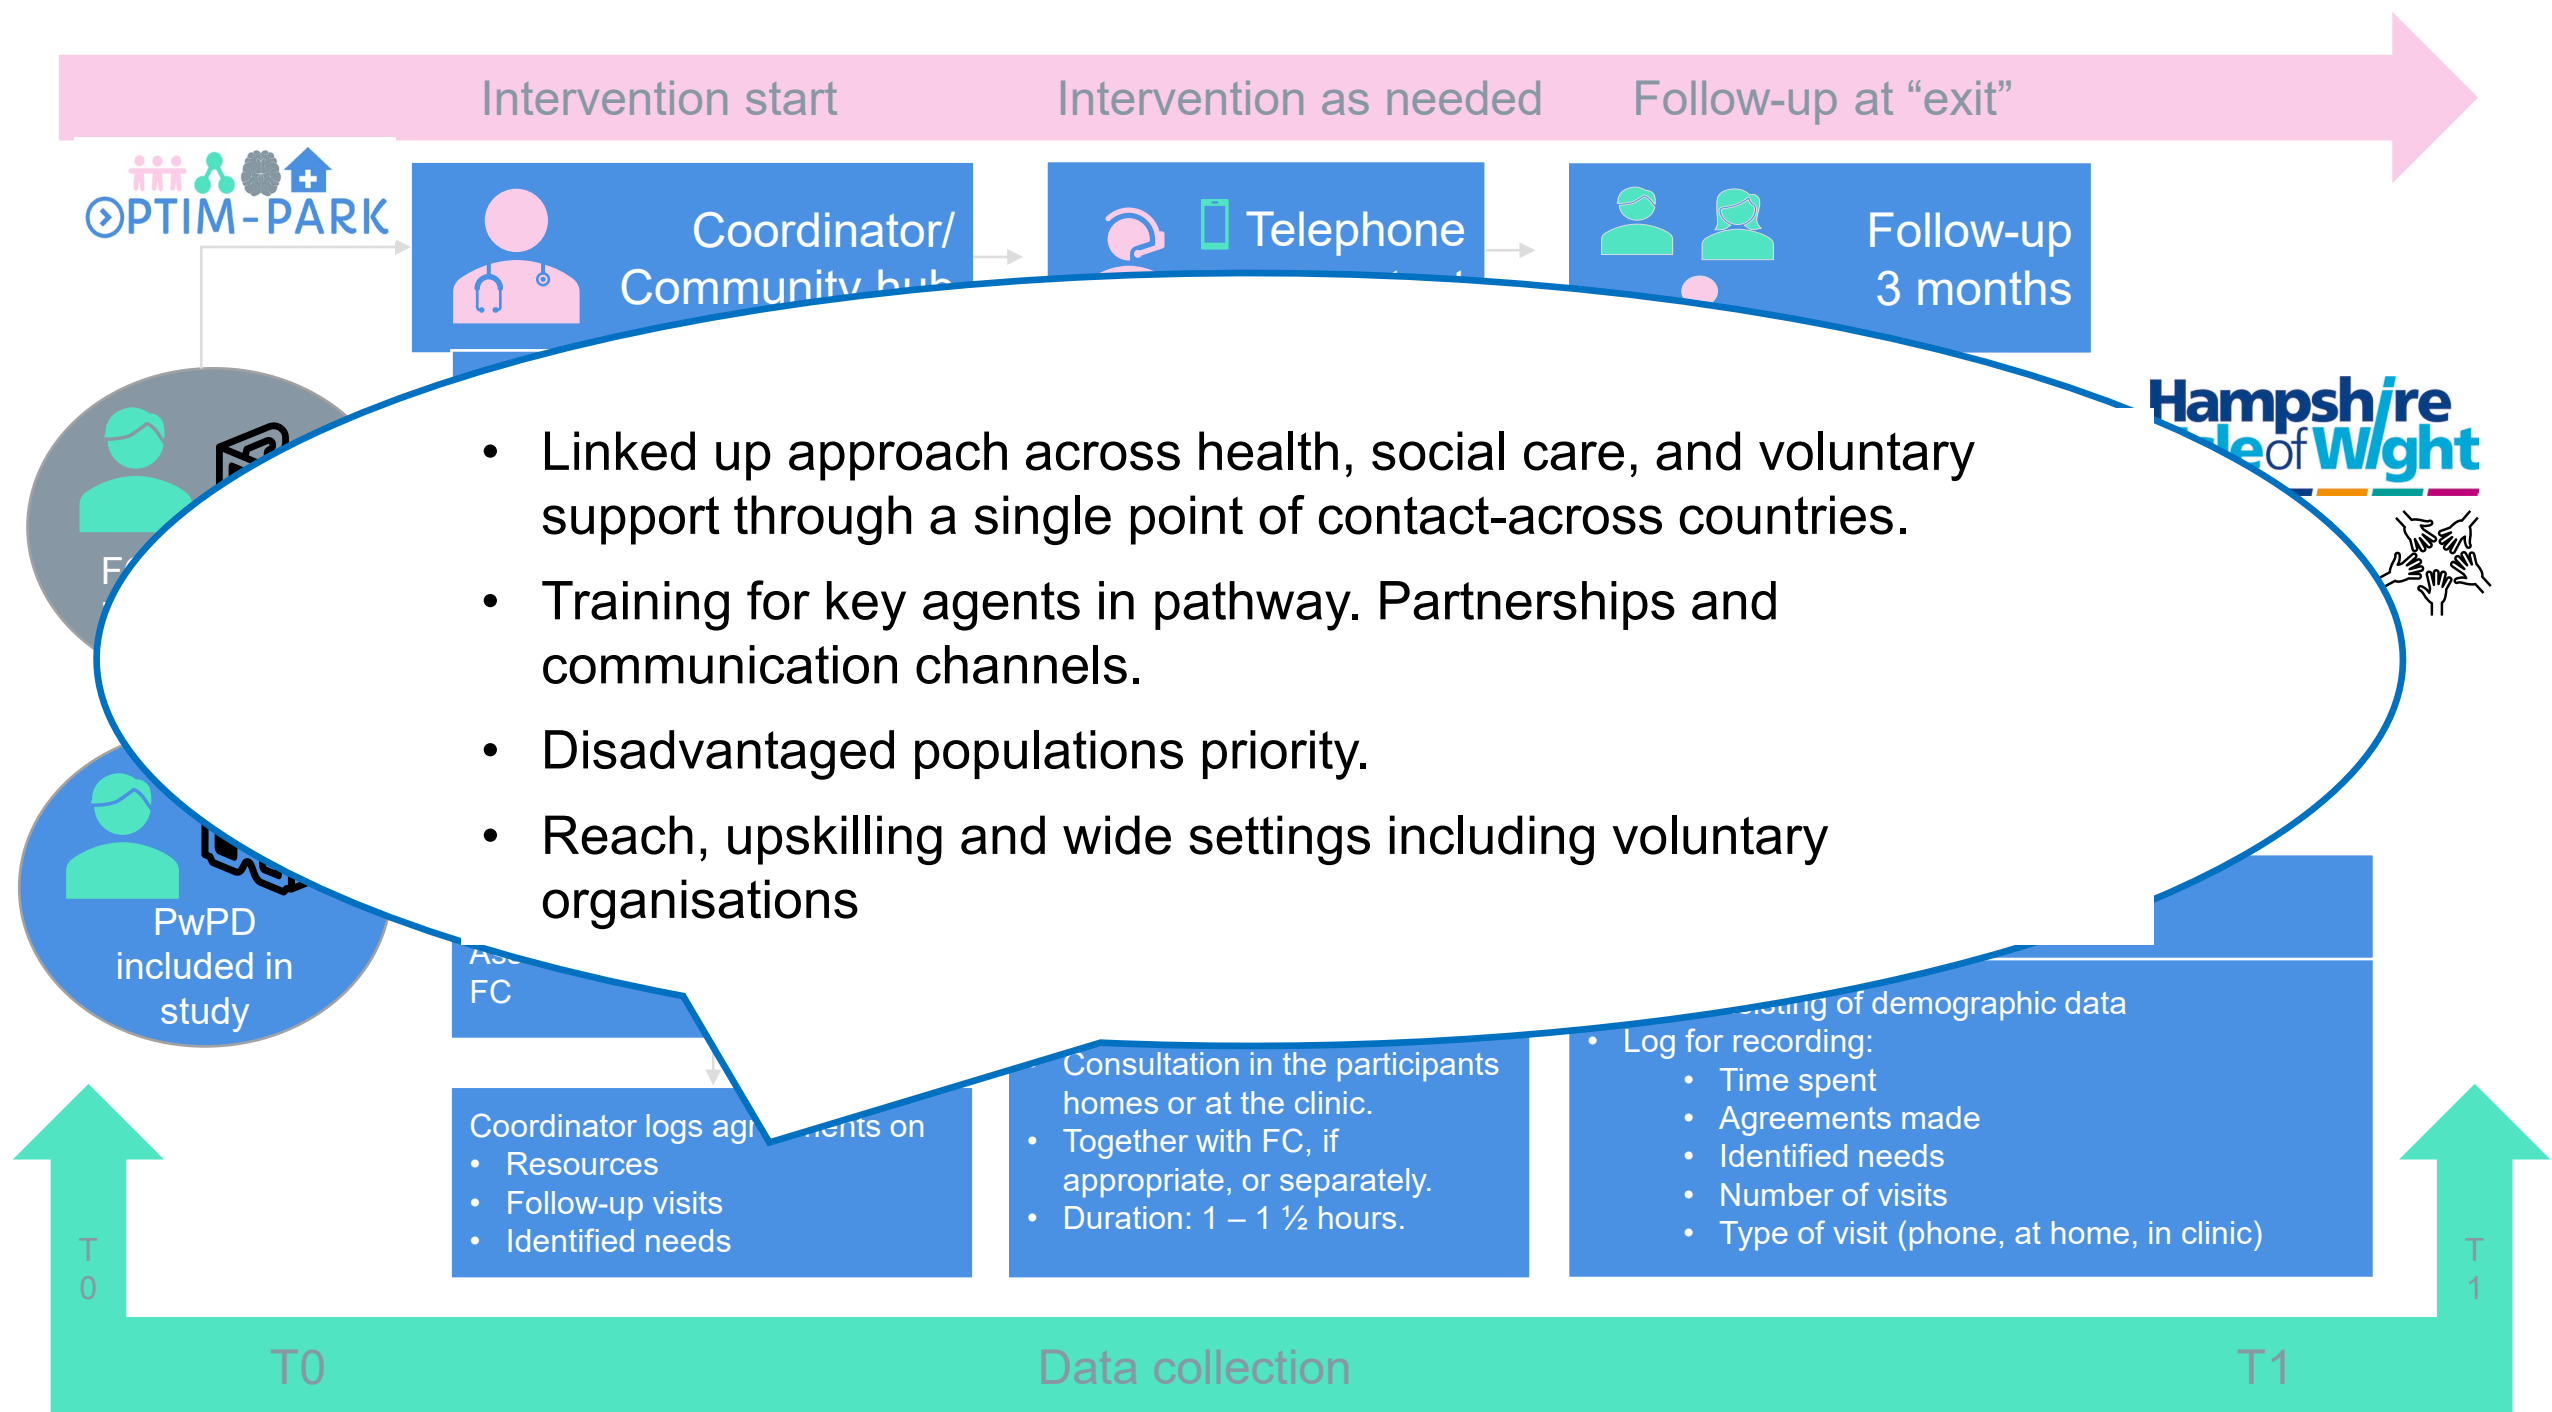 Intervention start
Intervention as needed
Follow-up at “exit”
OPTIM-PARK
Coordinator/
Community hub
Telephone
Follow-up
3 months
Hampshire
Isle of Wight
• Linked up approach across health, social care, and voluntary
support through a single point of contact-across countries.
• Training for key agents in pathway. Partnerships and
communication channels.
• Disadvantaged populations priority.
• Reach, upskilling and wide settings including voluntary
organisations
PwPD
included in
study
FC
Coordinator logs agreements on
• Resources
• Follow-up visits
• Identified needs
Consultation in the participants
homes or at the clinic.
• Together with FC, if
appropriate, or separately.
• Duration: 1 – 1 ½ hours.
of demographic data
• Log for recording:
• Time spent
• Agreements made
• Identified needs
• Number of visits
• Type of visit (phone, at home, in clinic)
T
0
T
1
T0
Data collection
T1